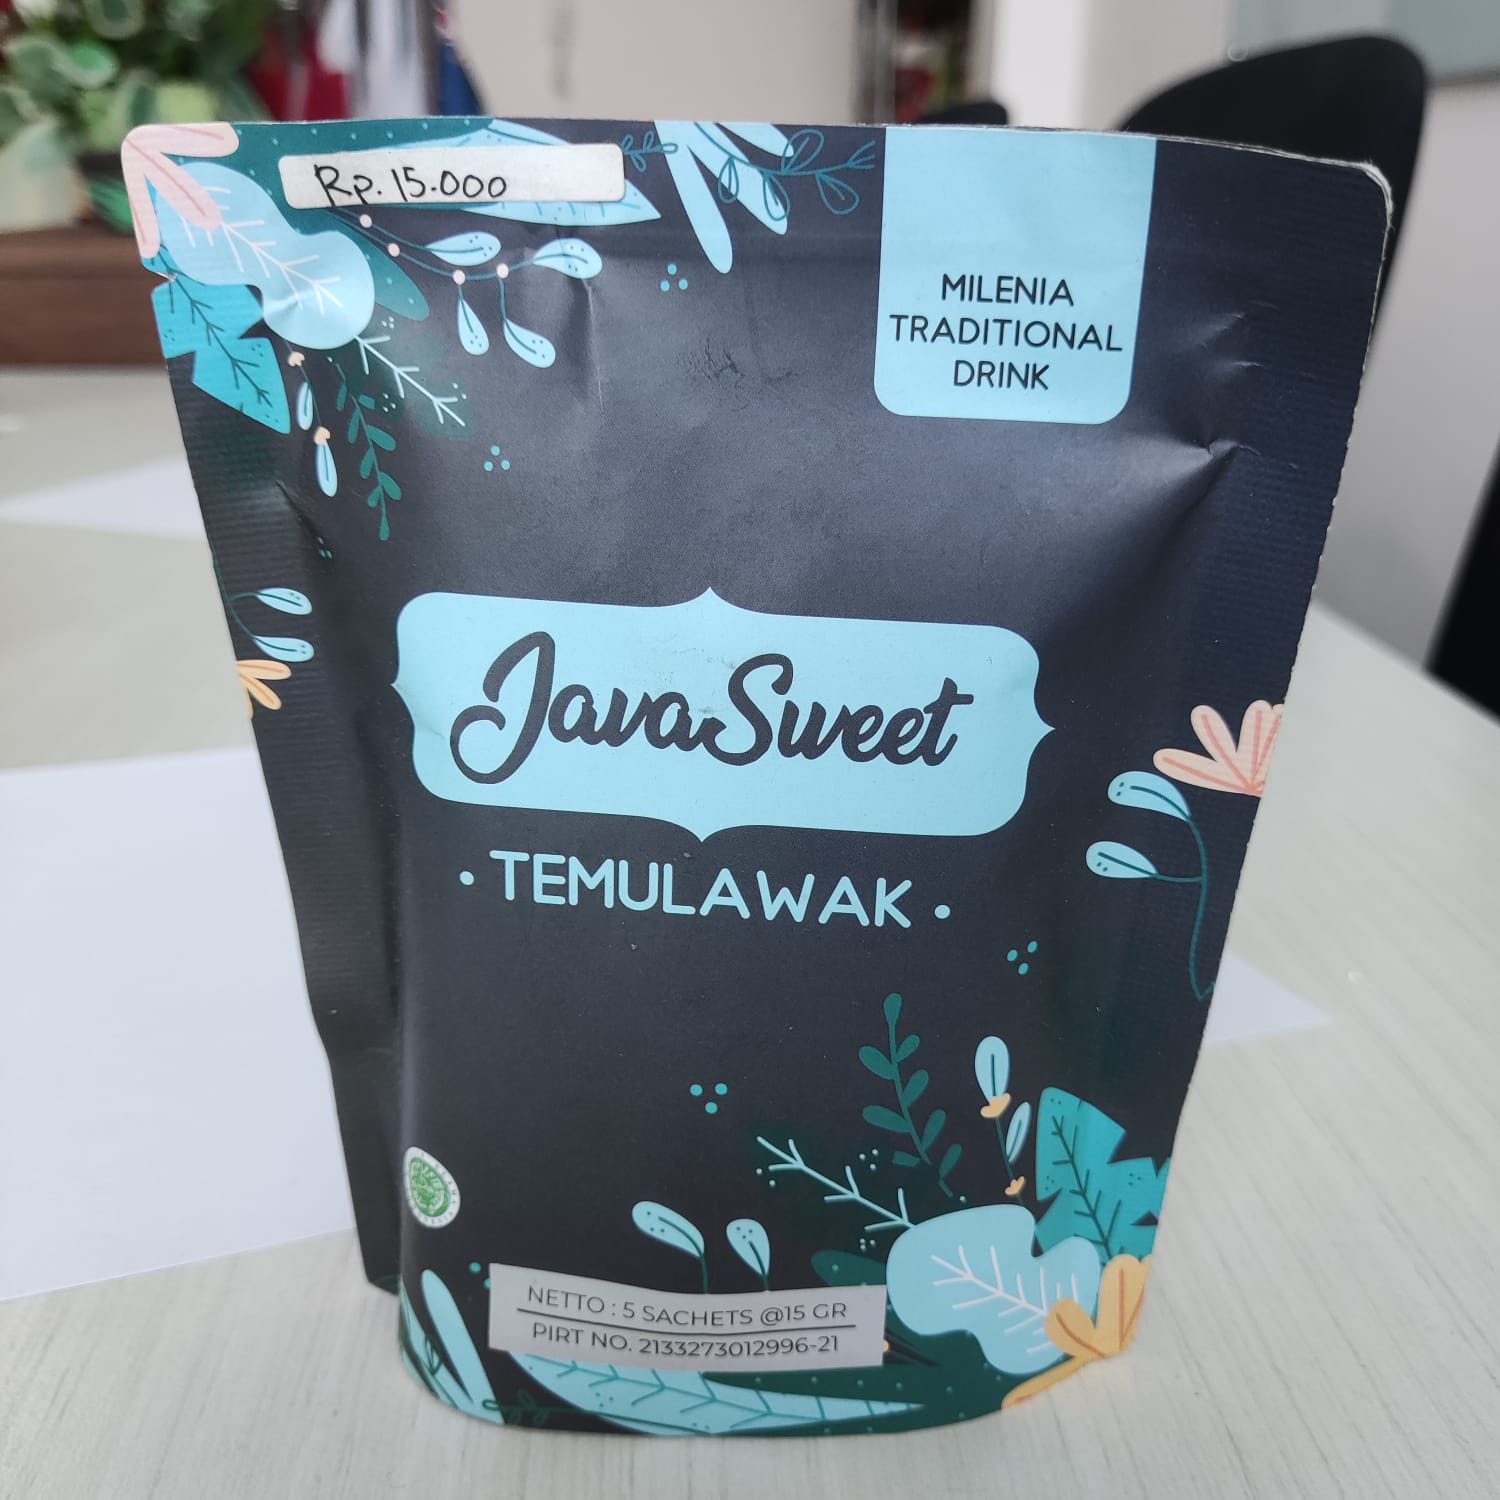 Rp. 15.000
MILENIA
TRADITIONAL
DRINK
JavaSweet
• TEMULAWAK •
NETTO : 5 SACHETS @15 GR
PIRT NO. 2133273012996-21